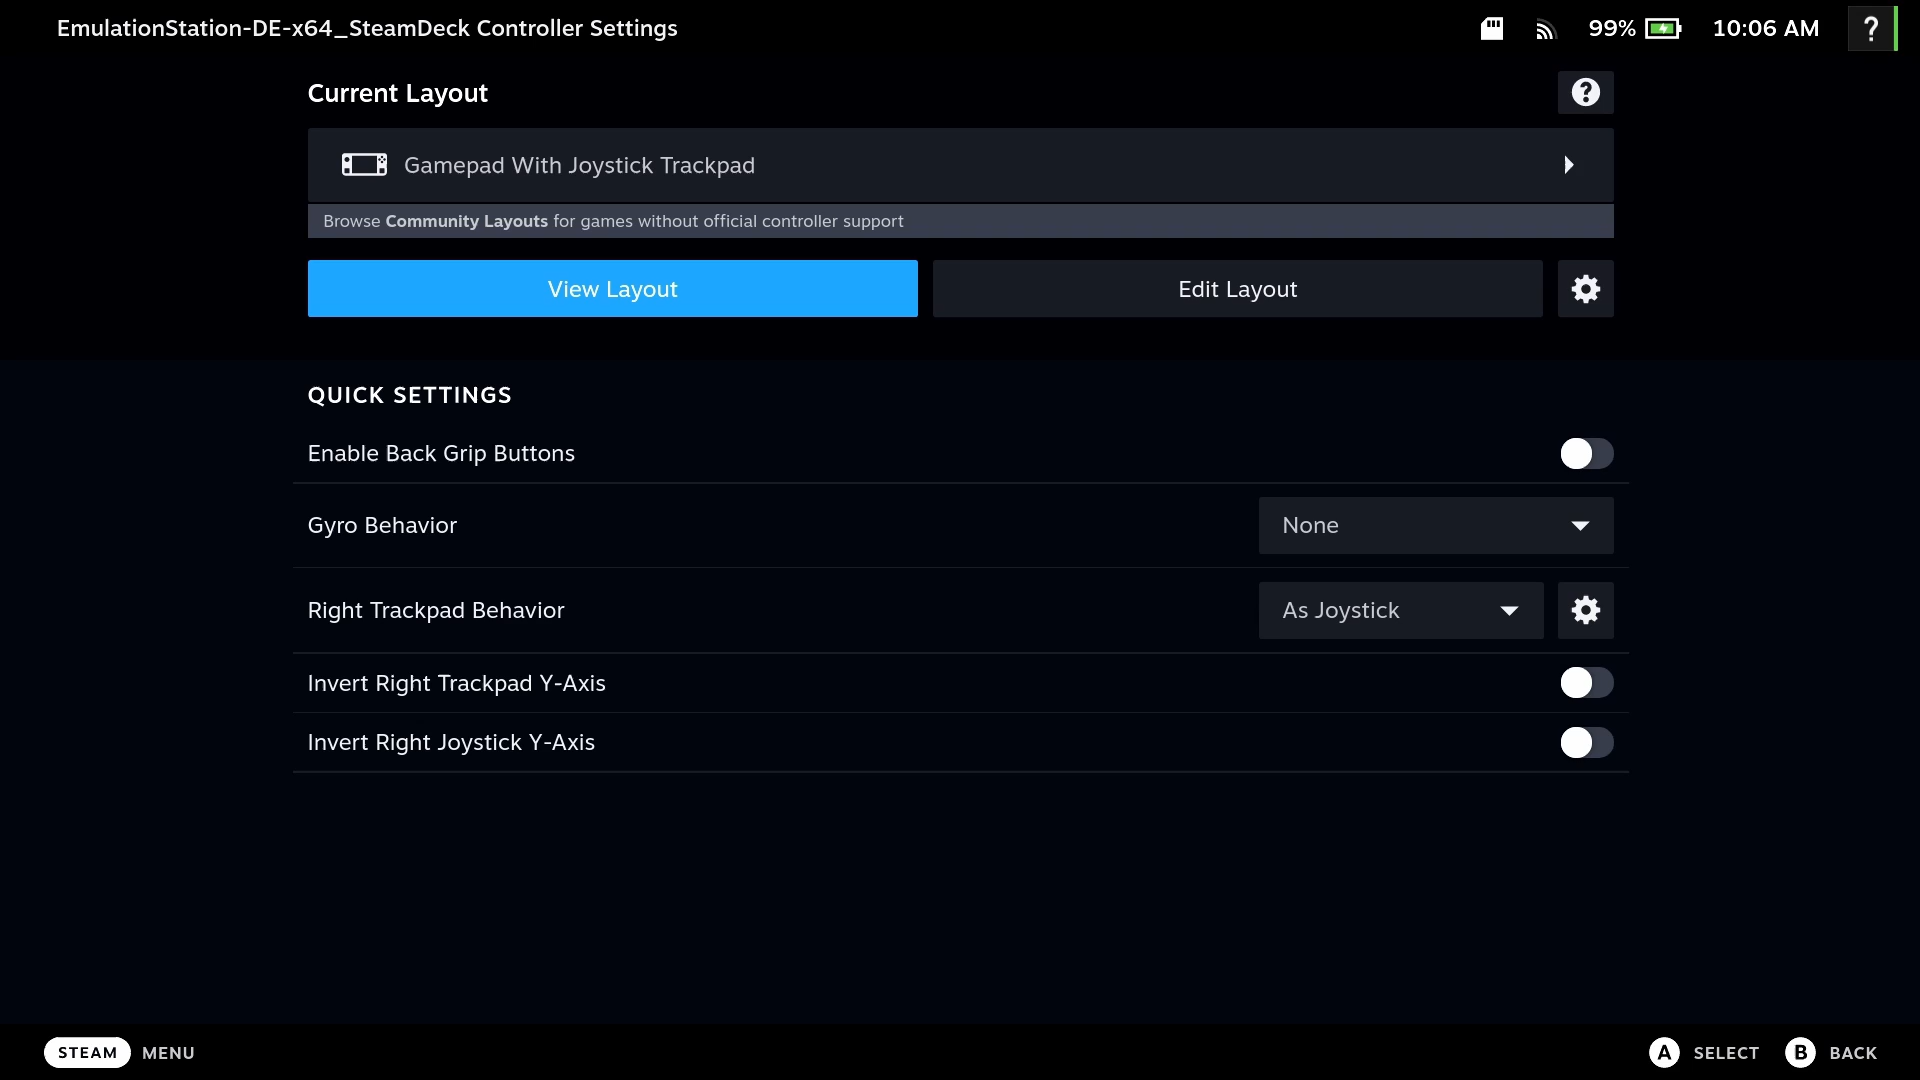 EmulationStation-DE-x64_SteamDeck Controller Settings
99%
10:06 AM
?
Current Layout
?
Gamepad With Joystick Trackpad
Browse Community Layouts for games without official controller support
View Layout
Edit Layout
QUICK SETTINGS
Enable Back Grip Buttons
Gyro Behavior
None
Right Trackpad Behavior
As Joystick
Invert Right Trackpad Y-Axis
Invert Right Joystick Y-Axis
STEAM MENU
A SELECT
B BACK